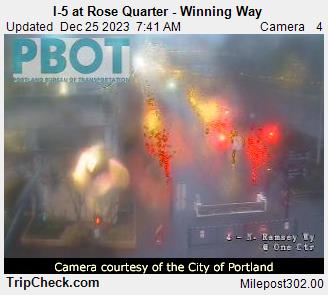 I-5 at Rose Quarter - Winning Way
Updated Dec 25 2023 7:41 AM Camera 4
PBOT
PORTLAND BUREAU OF TRANSPORTATION
4 - N. Ramsey Wy
@ One Ctr
Camera courtesy of the City of Portland
TripCheck.com Milepost302.00